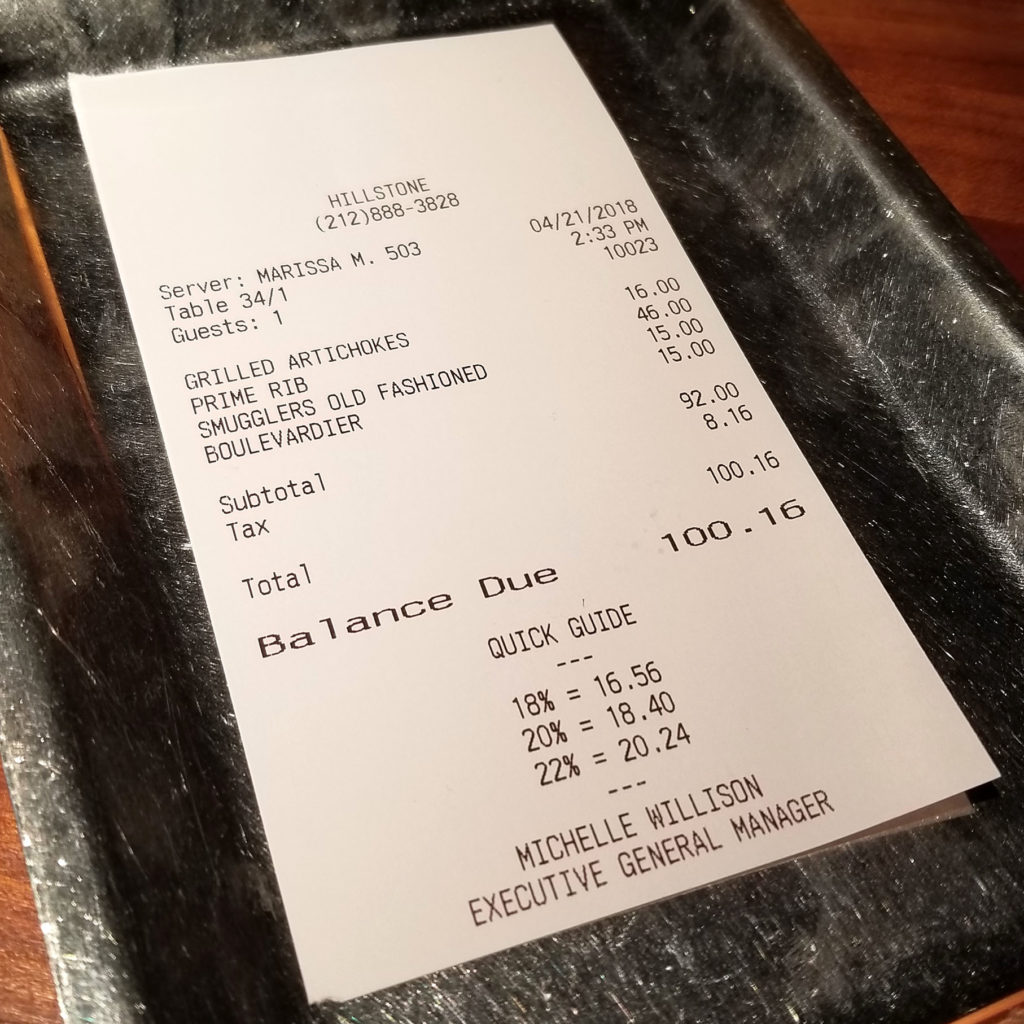 HILLSTONE
(212)888-3828
04/21/2018
Server: MARISSA M. 503 2:33 PM
Table 34/1 10023
Guests: 1
GRILLED ARTICHOKES 16.00
PRIME RIB 46.00
SMUGGLERS OLD FASHIONED 15.00
BOULEVARDIER 15.00
Subtotal 92.00
Tax 8.16
Total 100.16
Balance Due 100.16
QUICK GUIDE
---
18% = 16.56
20% = 18.40
22% = 20.24
---
MICHELLE WILLISON
EXECUTIVE GENERAL MANAGER